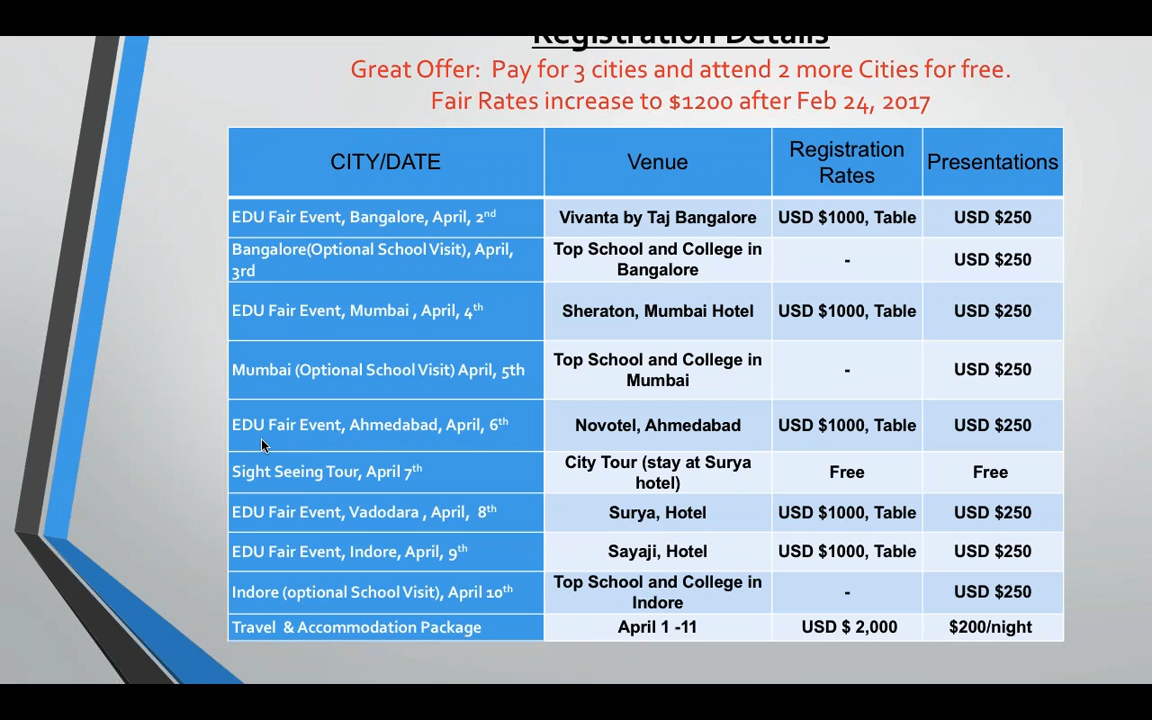 Registration Details
Great Offer: Pay for 3 cities and attend 2 more Cities for free.
Fair Rates increase to $1200 after Feb 24, 2017
CITY/DATE
Venue
Registration
Rates
Presentations
EDU Fair Event, Bangalore, April, 2nd
Vivanta by Taj Bangalore
USD $1000, Table
USD $250
Bangalore(Optional School Visit), April,
3rd
Top School and College in
Bangalore
-
USD $250
EDU Fair Event, Mumbai , April, 4th
Sheraton, Mumbai Hotel
USD $1000, Table
USD $250
Mumbai (Optional School Visit) April, 5th
Top School and College in
Mumbai
-
USD $250
EDU Fair Event, Ahmedabad, April, 6th
Novotel, Ahmedabad
USD $1000, Table
USD $250
Sight Seeing Tour, April 7th
City Tour (stay at Surya
hotel)
Free
Free
EDU Fair Event, Vadodara , April, 8th
Surya, Hotel
USD $1000, Table
USD $250
EDU Fair Event, Indore, April, 9th
Sayaji, Hotel
USD $1000, Table
USD $250
Indore (optional School Visit), April 10th
Top School and College in
Indore
-
USD $250
Travel & Accommodation Package
April 1 -11
USD $ 2,000
$200/night